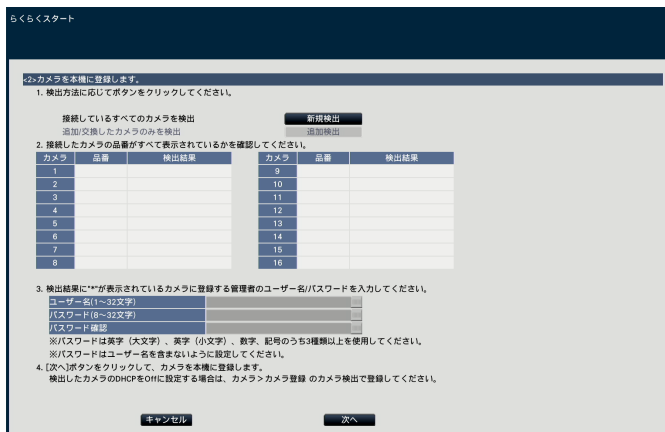 らくらくスタート
<2>カメラを本機に登録します。
1. 検出方法に応じてボタンをクリックしてください。
接続しているすべてのカメラを検出 新規検出
追加/交換したカメラのみを検出 追加検出
2. 接続したカメラの品番がすべて表示されているかを確認してください。
カメラ 品番 検出結果 カメラ 品番 検出結果
1 9
2 10
3 11
4 12
5 13
6 14
7 15
8 16
3. 検出結果に"*"が表示されているカメラに登録する管理者のユーザー名/パスワードを入力してください。
ユーザー名(1～32文字)
パスワード(8～32文字)
パスワード確認
※パスワードは英字（大文字）、英字（小文字）、数字、記号のうち3種類以上を使用してください。
※パスワードはユーザー名を含まないように設定してください。
4. [次へ]ボタンをクリックして、カメラを本機に登録します。
検出したカメラのDHCPをOffに設定する場合は、カメラ>カメラ登録 のカメラ検出で登録してください。
キャンセル 次へ